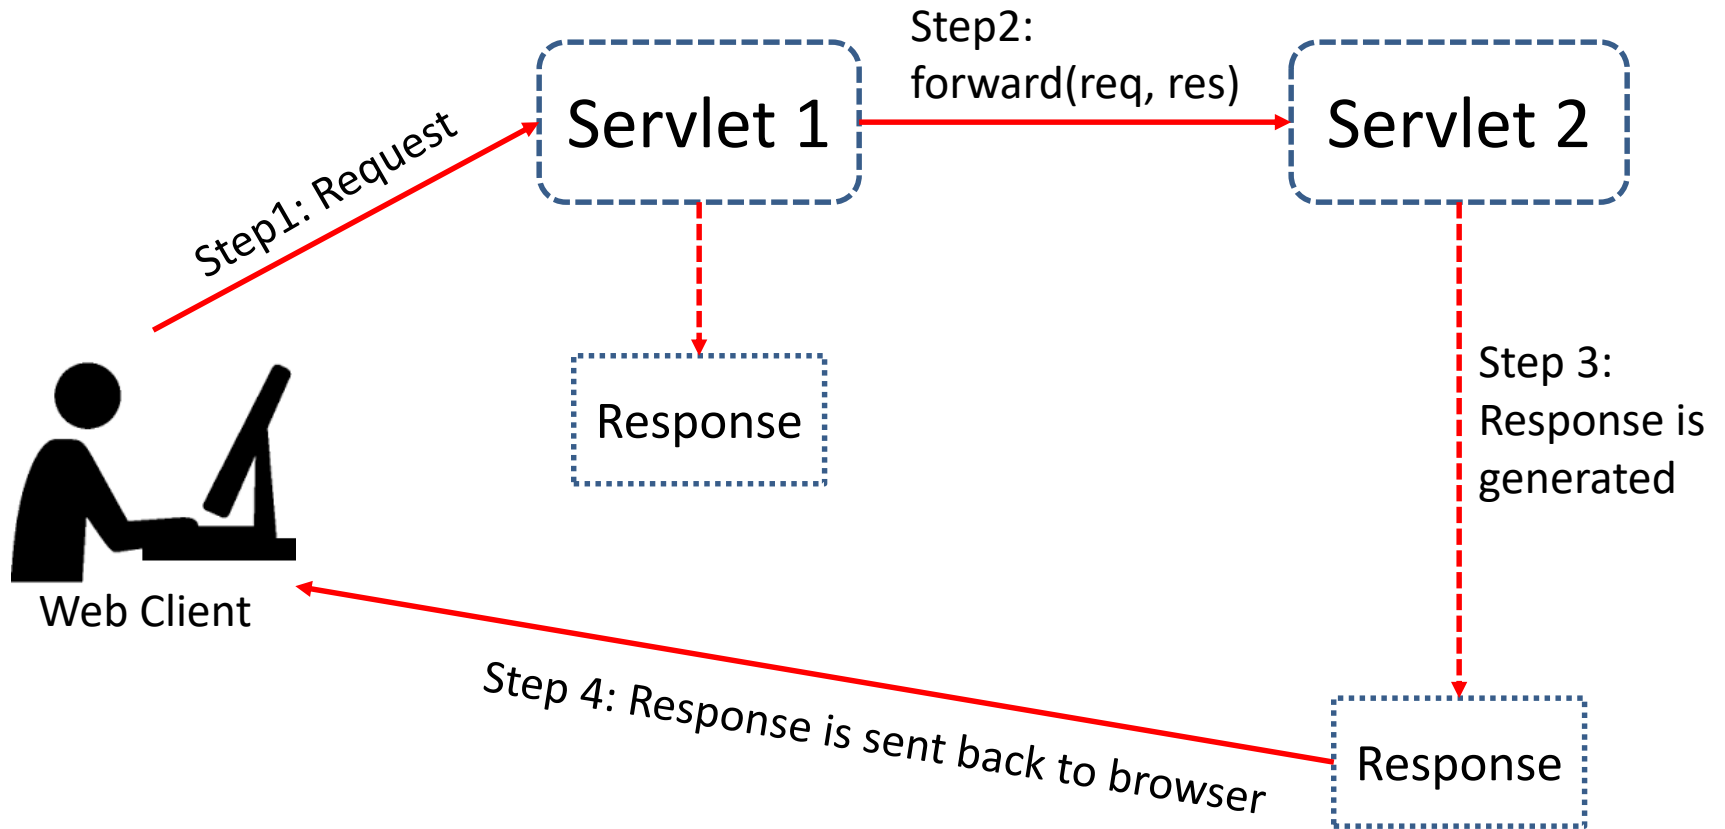 Step2:
forward(req, res)
Servlet 1
Servlet 2
Step1: Request
Response
Step 3:
Response is
generated
Web Client
Step 4: Response is sent back to browser
Response